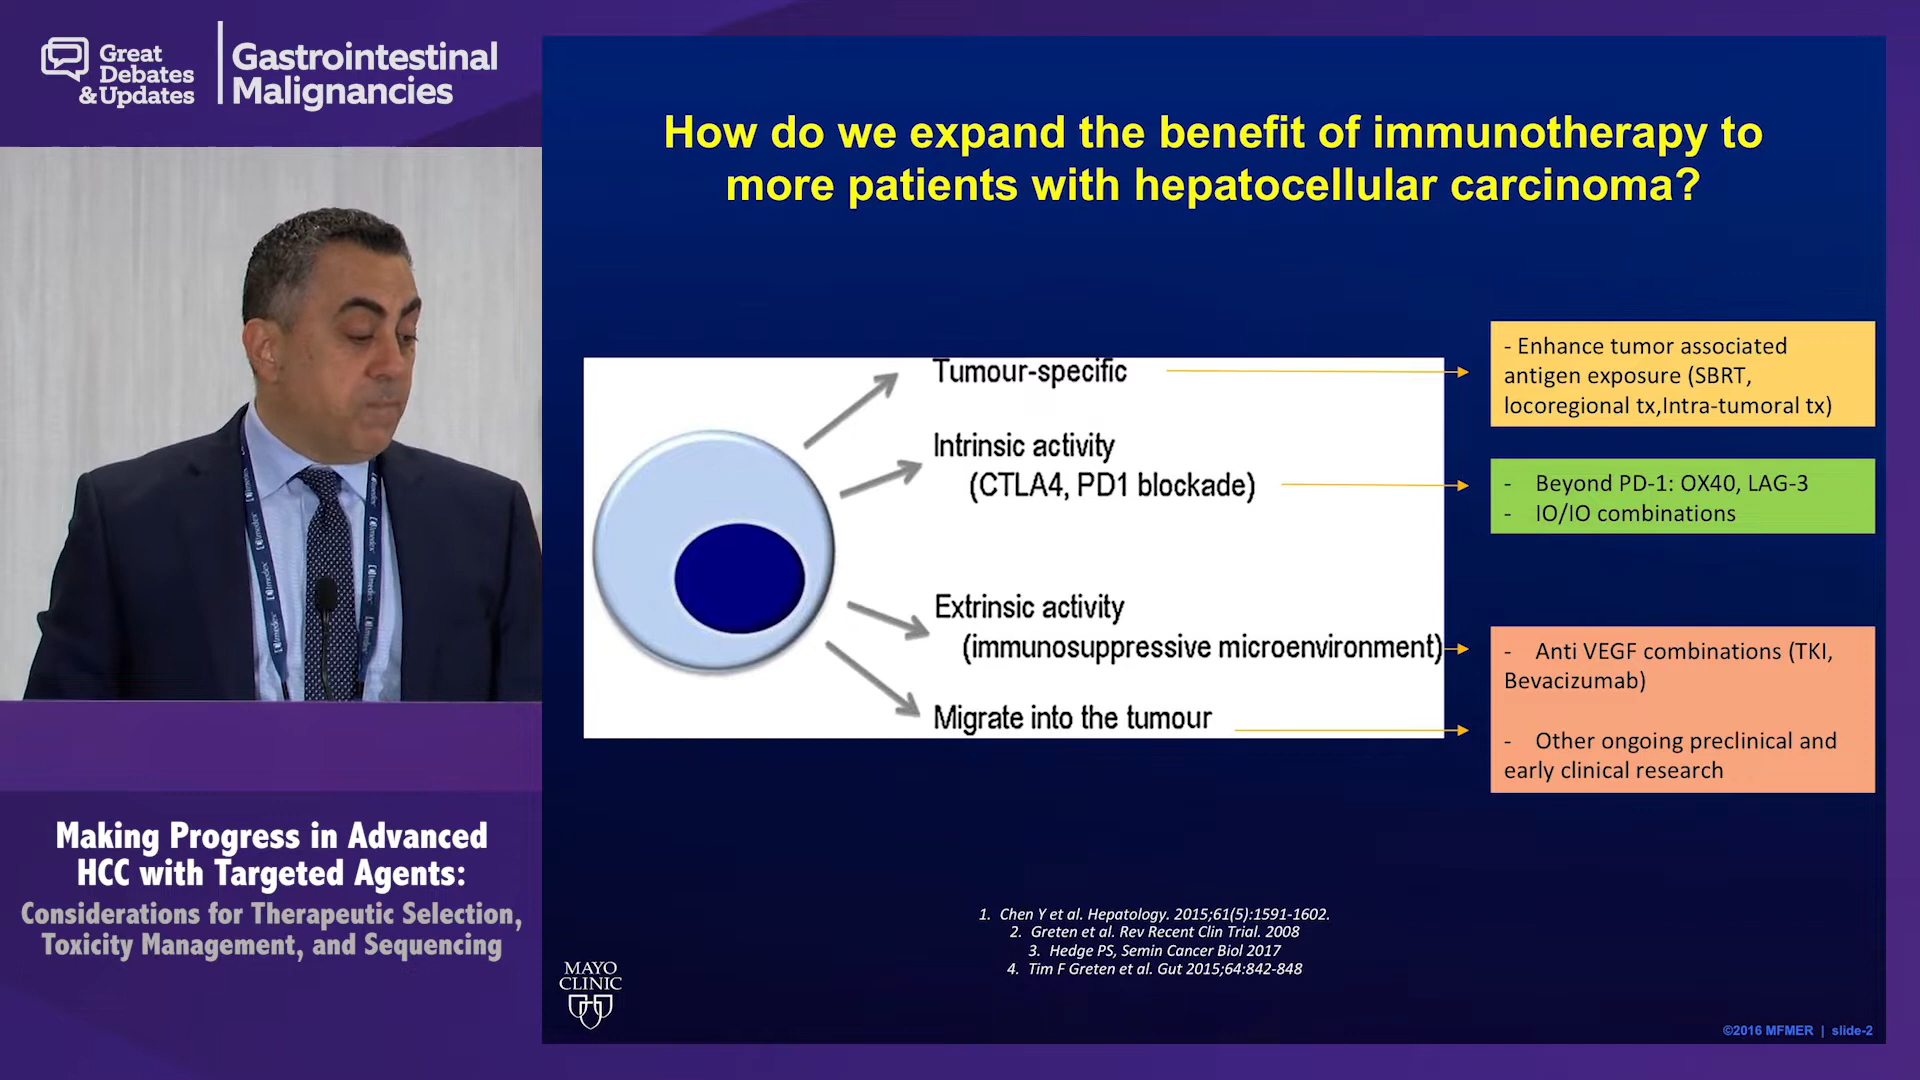 Great
Debates
& Updates
Gastrointestinal
Malignancies
How do we expand the benefit of immunotherapy to
more patients with hepatocellular carcinoma?
Tumour-specific
Intrinsic activity
(CTLA4, PD1 blockade)
Extrinsic activity
(immunosuppressive microenvironment)
Migrate into the tumour
- Enhance tumor associated
antigen exposure (SBRT,
locoregional tx,Intra-tumoral tx)
- Beyond PD-1: OX40, LAG-3
- IO/IO combinations
- Anti VEGF combinations (TKI,
Bevacizumab)
- Other ongoing preclinical and
early clinical research
1. Chen Y et al. Hepatology. 2015;61(5):1591-1602.
2. Greten et al. Rev Recent Clin Trial. 2008
3. Hedge PS, Semin Cancer Biol 2017
4. Tim F Greten et al. Gut 2015;64:842-848
MAYO
CLINIC
©2016 MFMER | slide-2
Imedex
Imedex
Imedex
Imedex
Making Progress in Advanced
HCC with Targeted Agents:
Considerations for Therapeutic Selection,
Toxicity Management, and Sequencing